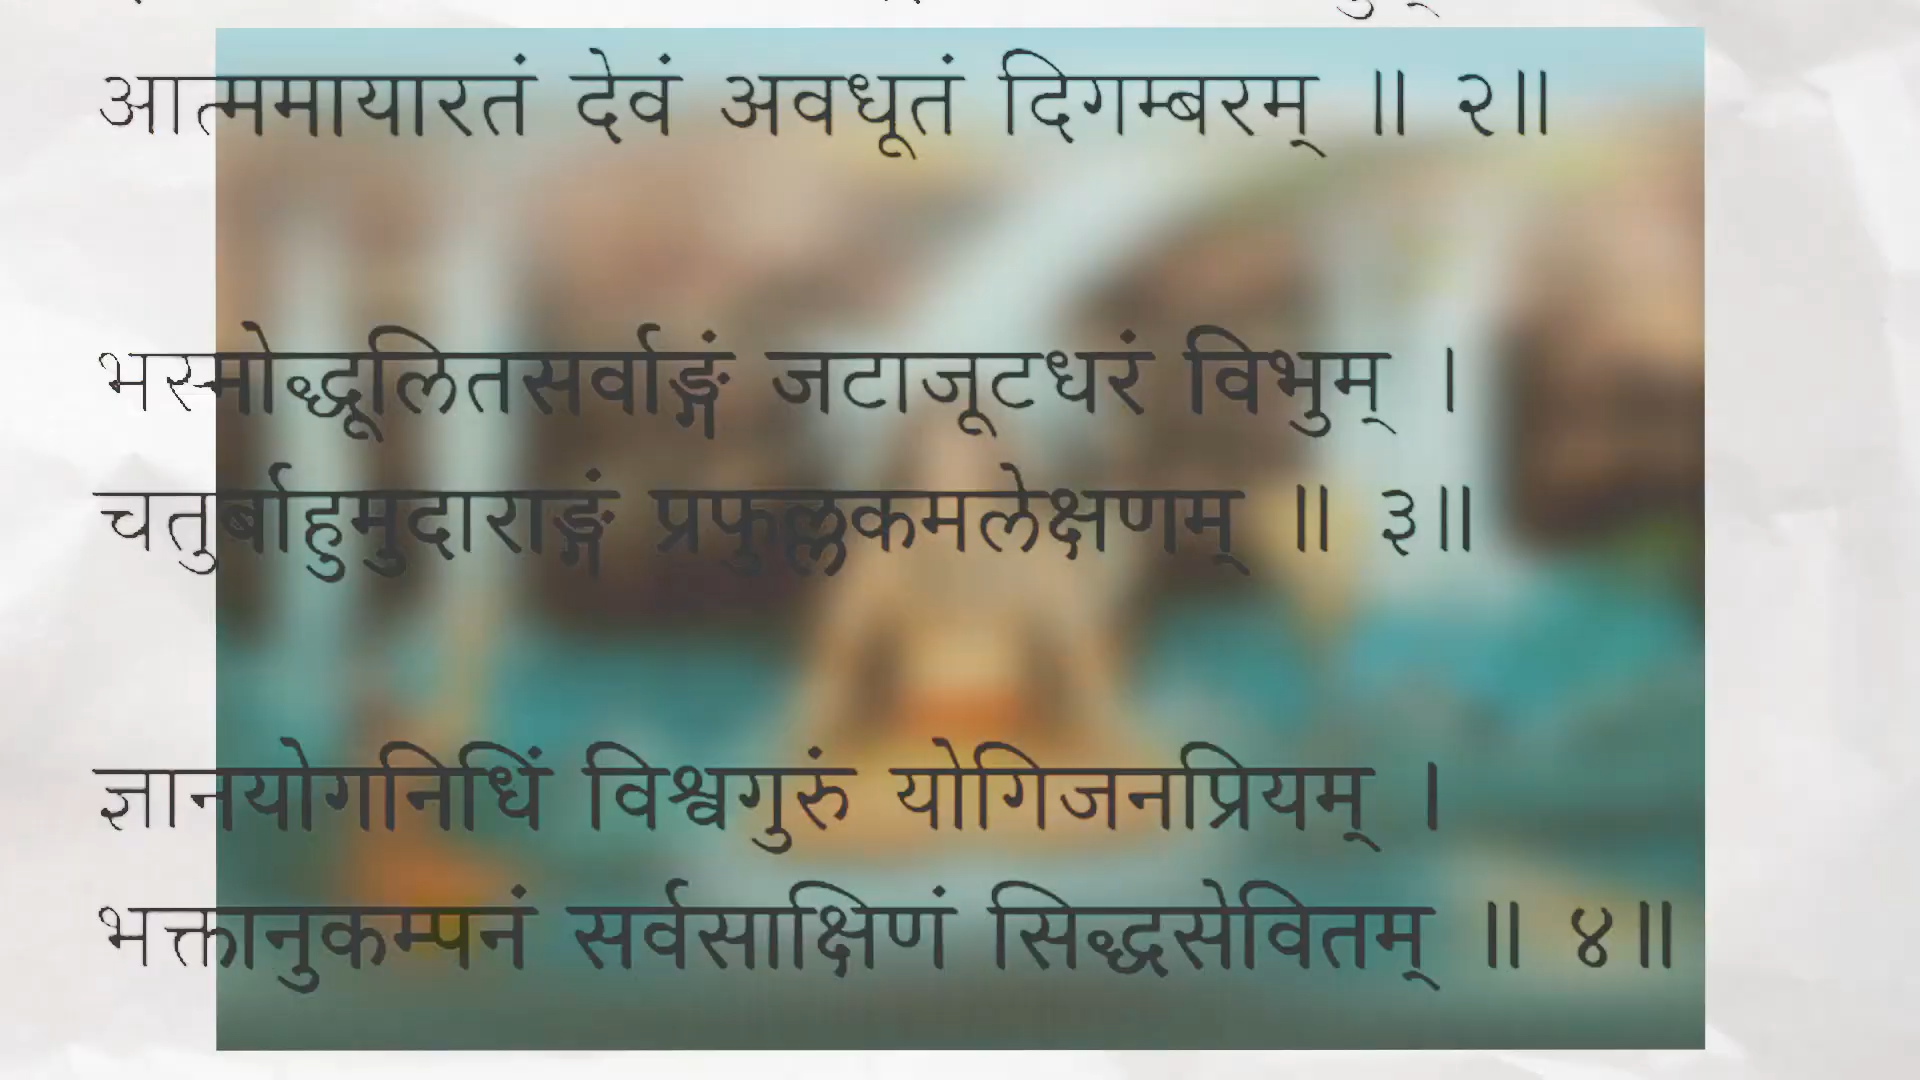 आत्ममायारतं देवं अवधूतं दिगम्बरम् ॥ २॥
भस्मोद्धूलितसर्वाङ्गं जटाजूटधरं विभुम् ।
चतुर्बाहुमुदाराङ्गं प्रफुल्लकमलेक्षणम् ॥ ३॥
ज्ञानयोगनिधिं विश्वगुरुं योगिजनप्रियम् ।
भक्तानुकम्पनं सर्वसाक्षिणं सिद्धसेवितम् ॥ ४॥